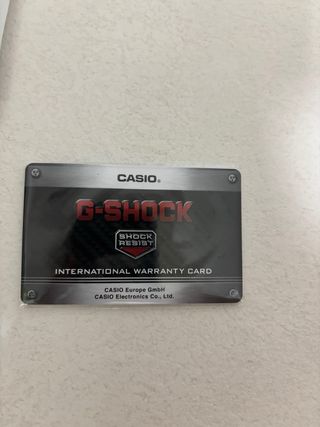 CASIO®
G-SHOCK
SHOCK
RESIST
INTERNATIONAL WARRANTY CARD
CASIO Europe GmbH
CASIO Electronics Co., Ltd.